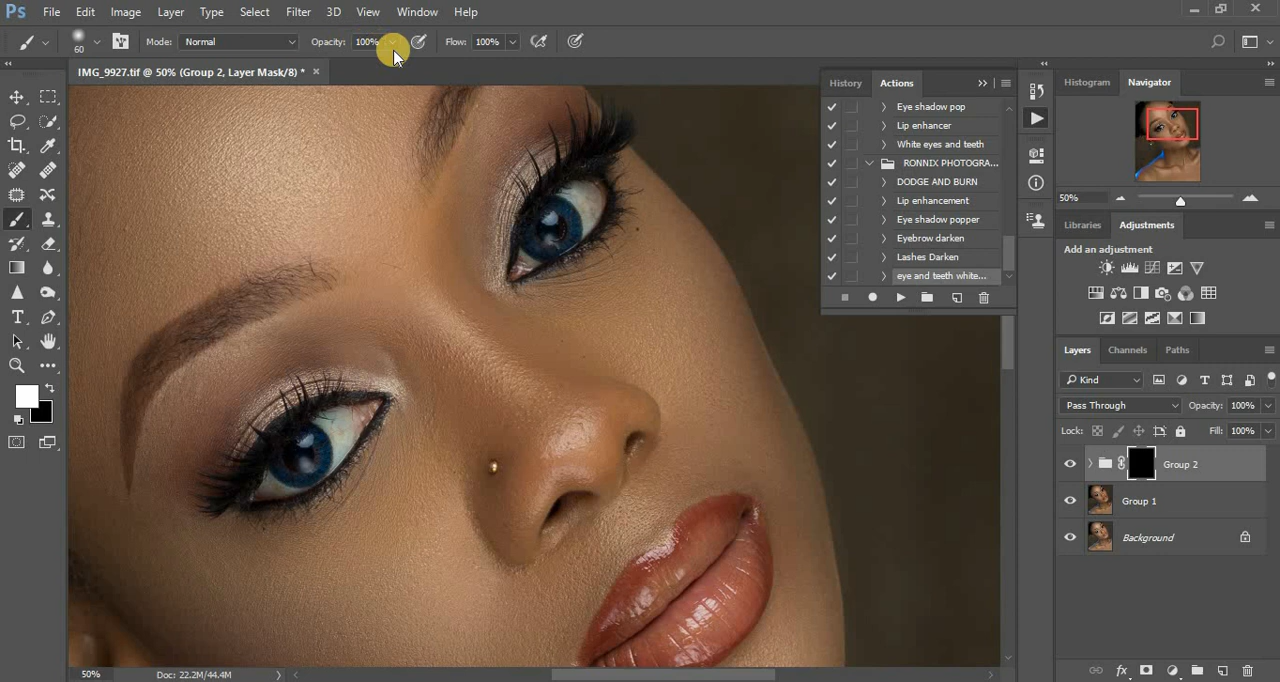 Ps File Edit Image Layer Type Select Filter 3D View Window Help
60 Mode: Normal Opacity: 100% Flow: 100%
IMG_9927.tif @ 50% (Group 2, Layer Mask/8) * ×
History Actions
Eye shadow pop
Lip enhancer
White eyes and teeth
RONNIX PHOTOGRA...
DODGE AND BURN
Lip enhancement
Eye shadow popper
Eyebrow darken
Lashes Darken
eye and teeth white...
Histogram Navigator
50%
Libraries Adjustments
Add an adjustment
Layers Channels Paths
Kind
Pass Through Opacity: 100%
Lock: Fill: 100%
Group 2
Group 1
Background
50% Doc: 22.2M/44.4M